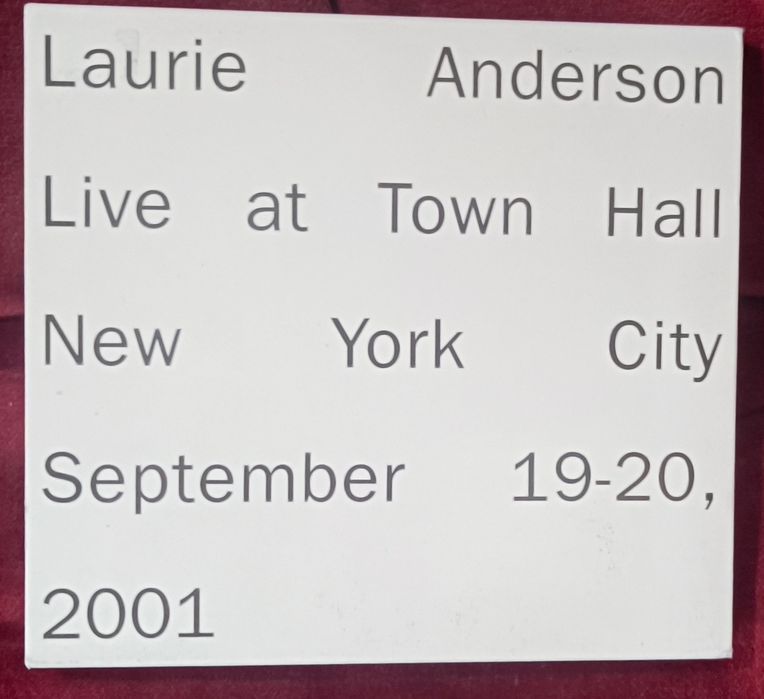 Laurie Anderson
Live at Town Hall
New York City
September 19-20,
2001